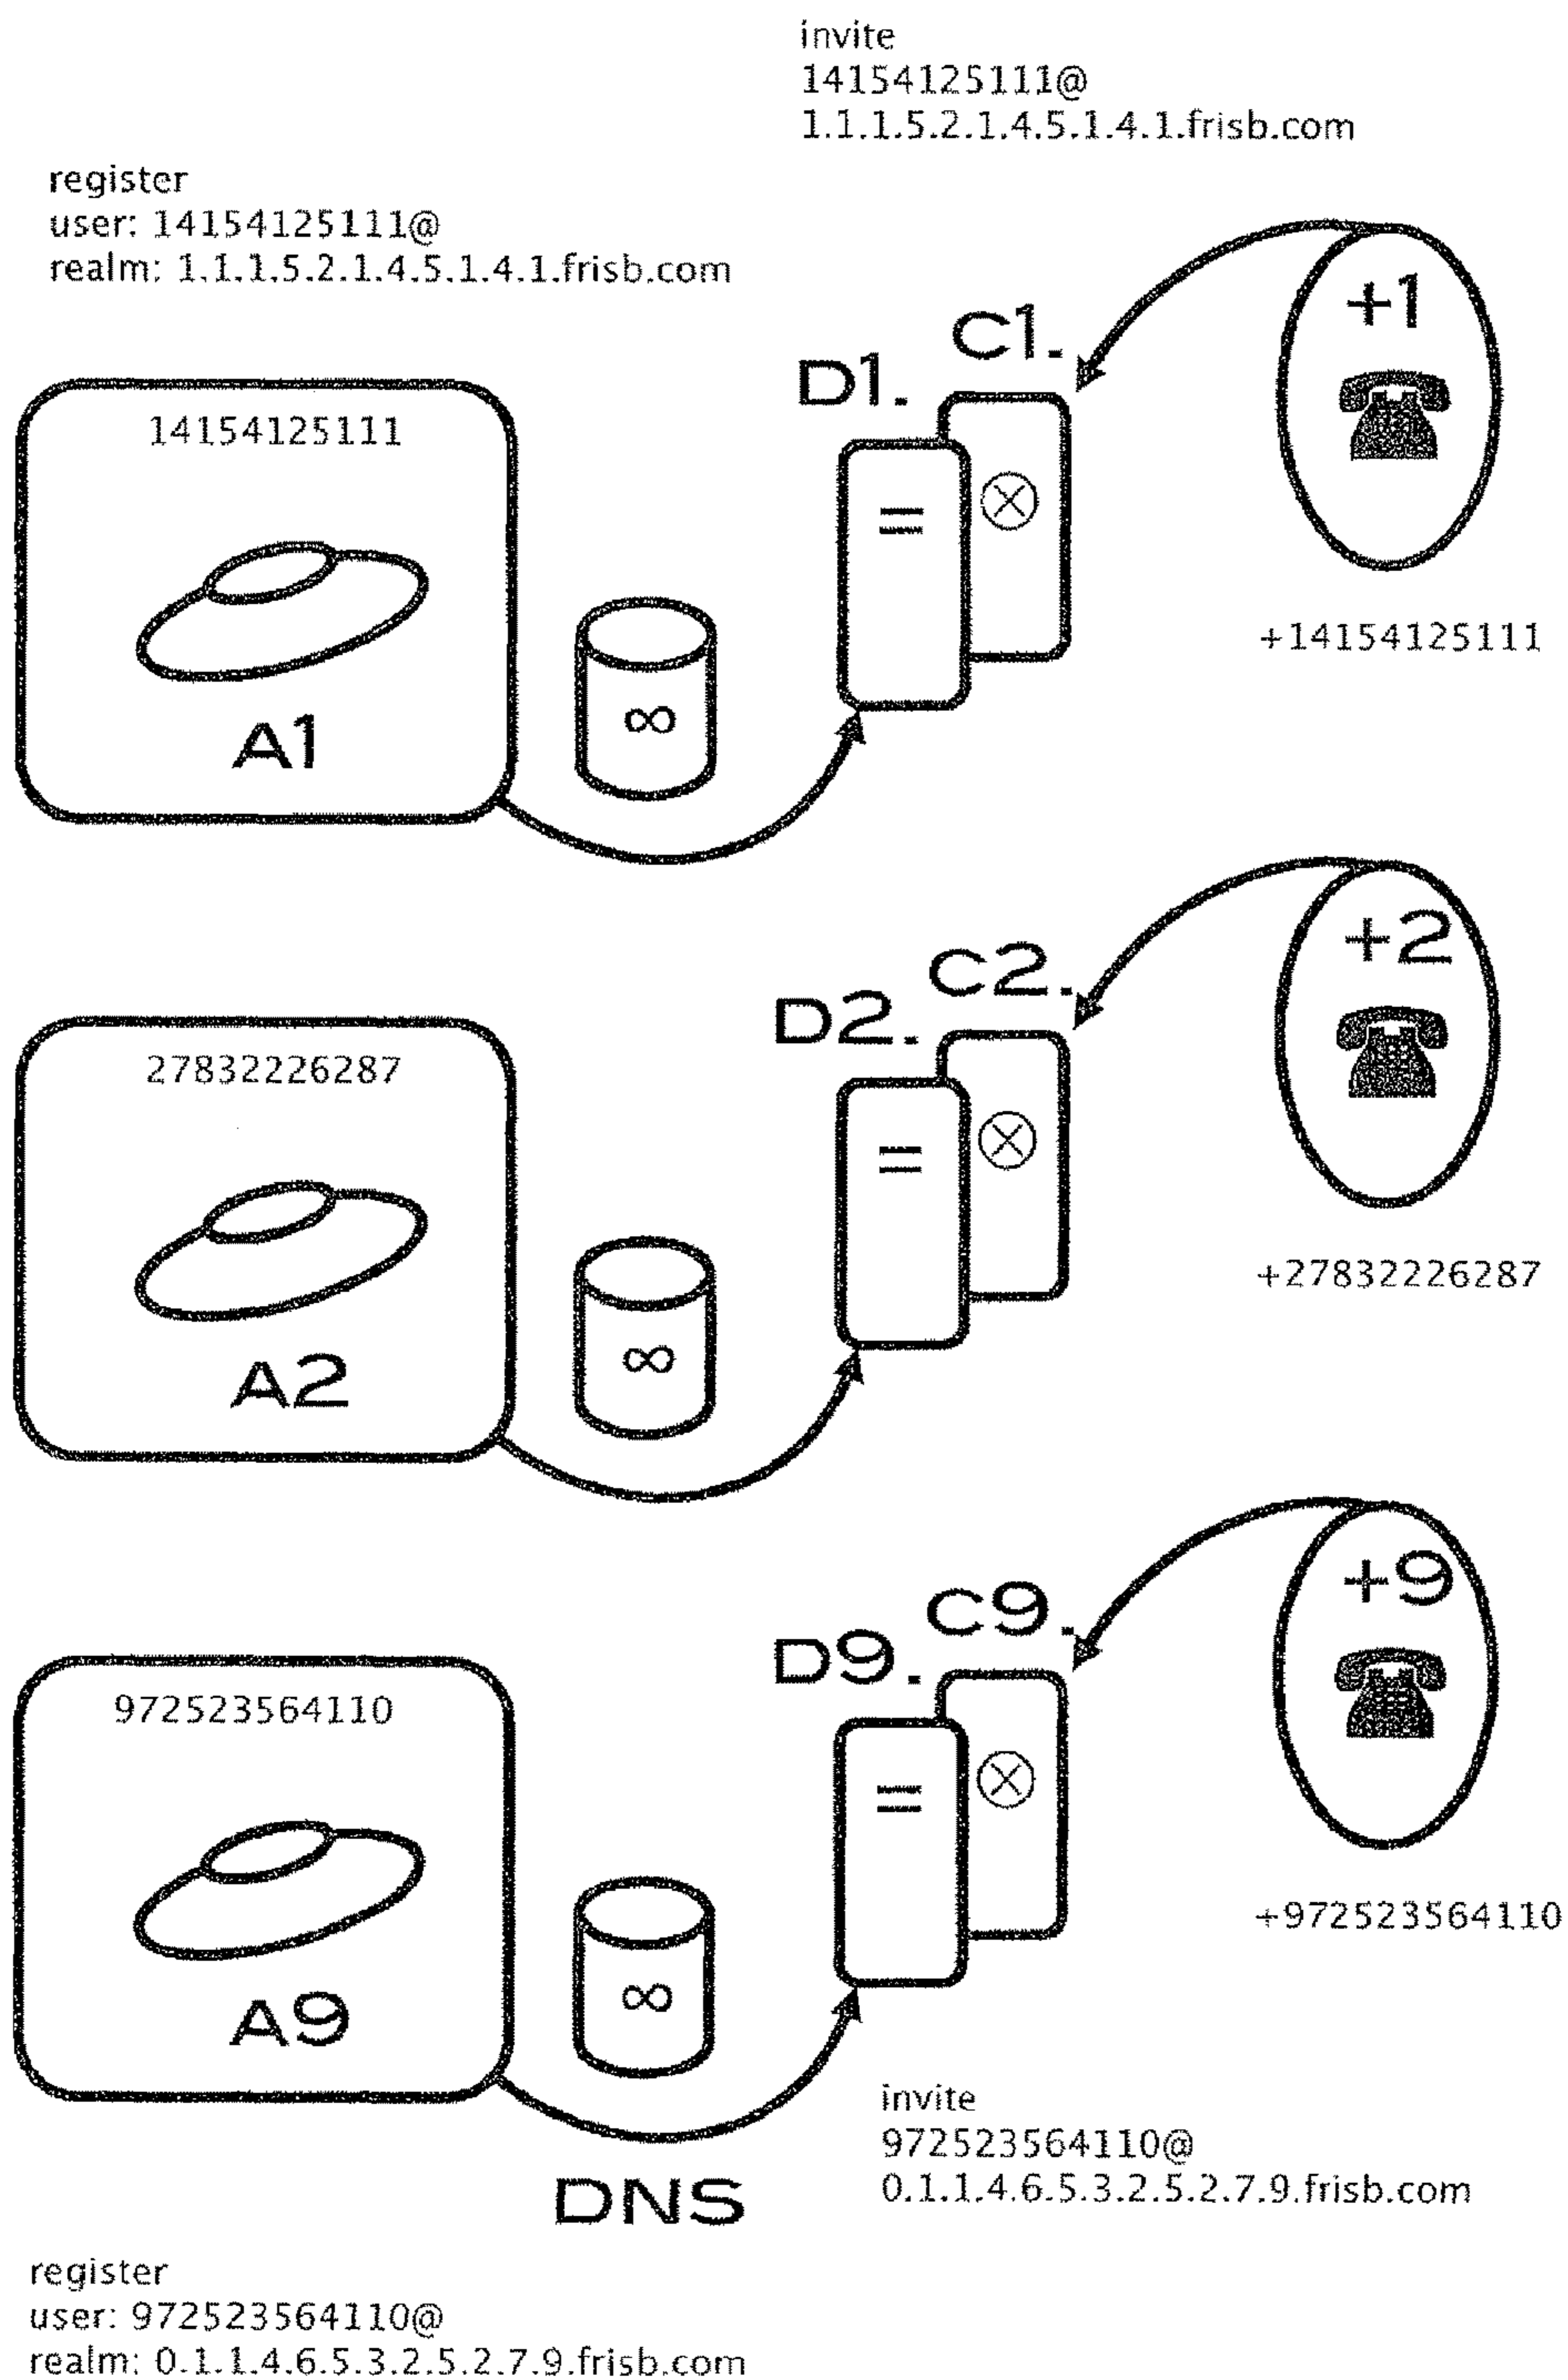 invite
14154125111@
1.1.1.5.2.1.4.5.1.4.1.frisb.com
register
user: 14154125111@
realm: 1.1.1.5.2.1.4.5.1.4.1.frisb.com
C1.
D1.
+1
14154125111
=
∞
A1
+14154125111
C2.
D2.
+2
27832226287
=
∞
A2
+27832226287
C9.
D9.
+9
972523564110
=
∞
A9
+972523564110
invite
972523564110@
0.1.1.4.6.5.3.2.5.2.7.9.frisb.com
DNS
register
user: 972523564110@
realm: 0.1.1.4.6.5.3.2.5.2.7.9.frisb.com